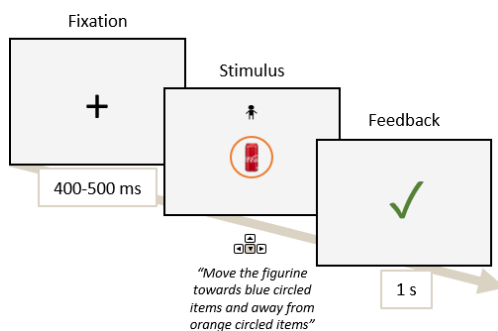 Fixation
Stimulus
Feedback
400-500 ms
1 s
“Move the figurine
towards blue circled
items and away from
orange circled items”